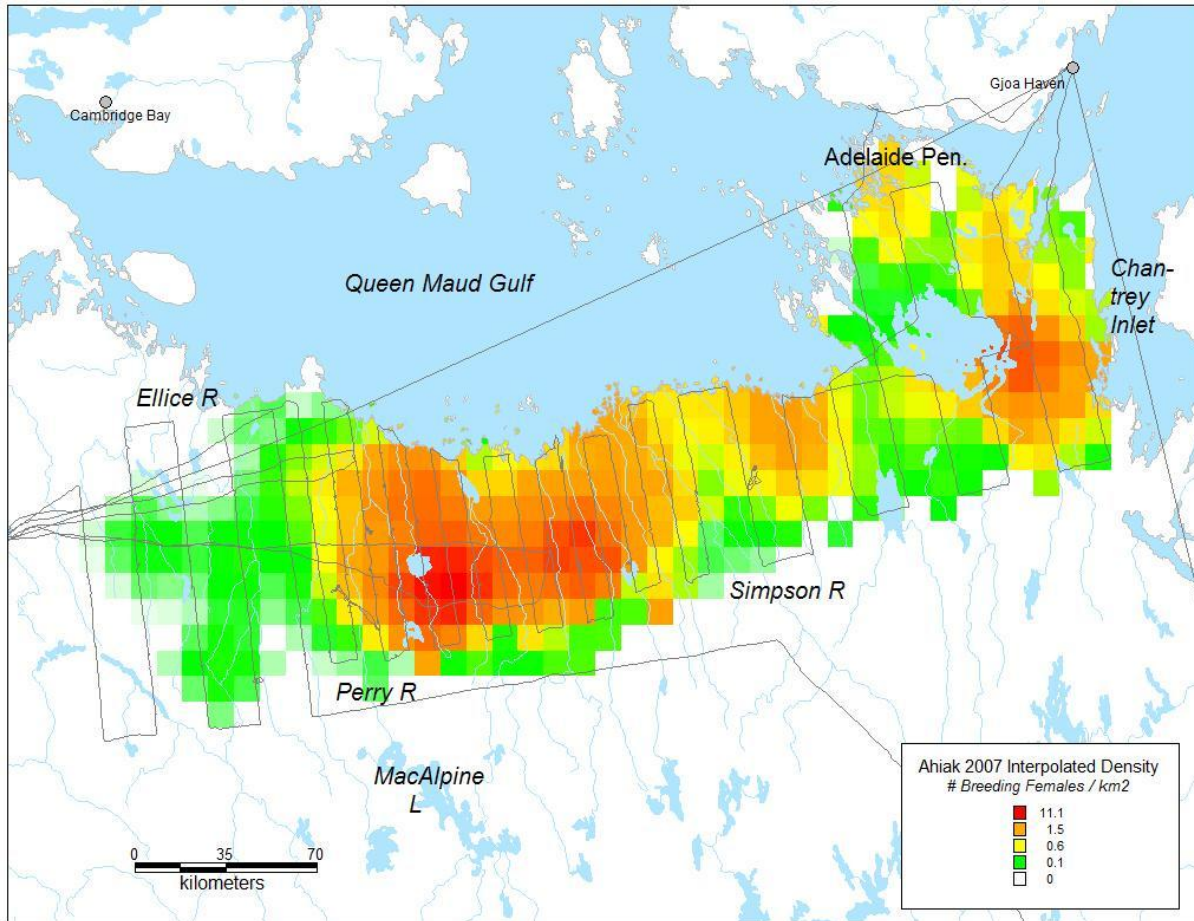 Gjoa Haven
Cambridge Bay
Adelaide Pen.
Queen Maud Gulf
Chan-
trey
Inlet
Ellice R
Simpson R
Perry R
MacAlpine
L
0 35 70
kilometers
Ahiak 2007 Interpolated Density
# Breeding Females / km2
11.1
1.5
0.6
0.1
0